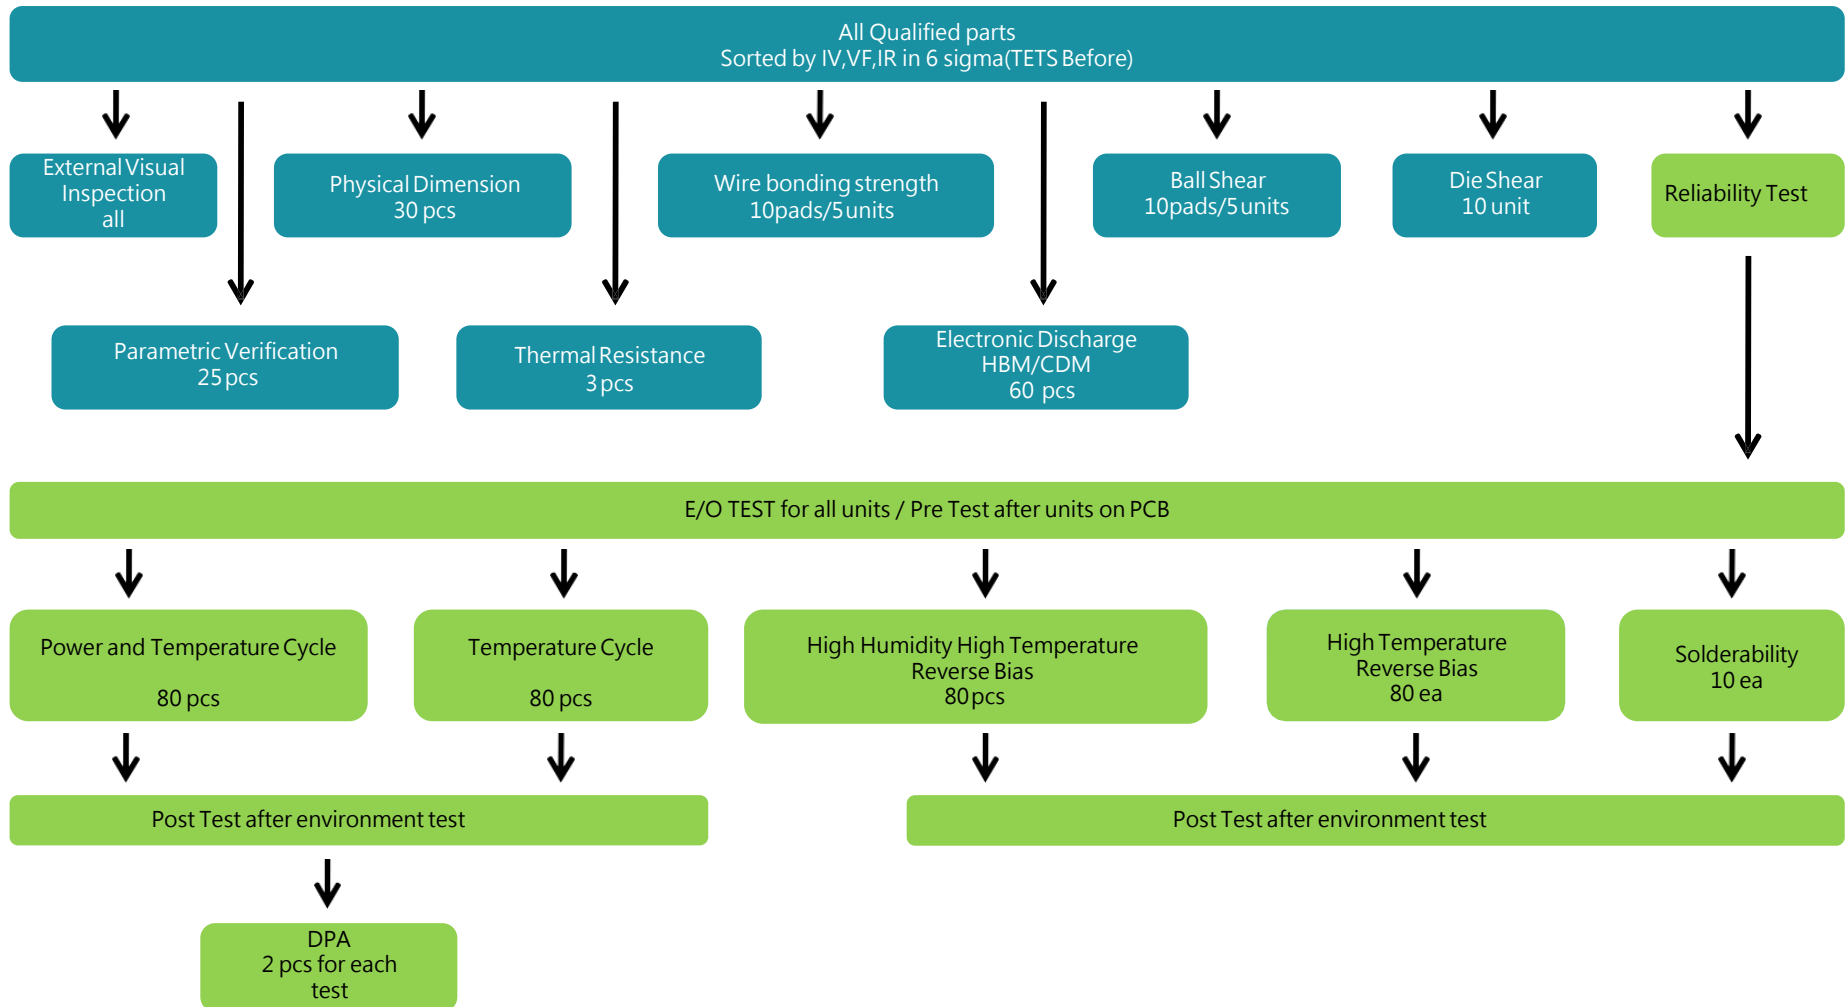 All Qualified parts
Sorted by IV,VF,IR in 6 sigma(TETS Before)
External Visual
Inspection
all
Physical Dimension
30 pcs
Wire bonding strength
10pads/5units
Ball Shear
10pads/5units
Die Shear
10 unit
Reliability Test
Parametric Verification
25pcs
Thermal Resistance
3pcs
Electronic Discharge
HBM/CDM
60 pcs
E/O TEST for all units / Pre Test after units on PCB
Power and Temperature Cycle
80 pcs
Temperature Cycle
80 pcs
High Humidity High Temperature
Reverse Bias
80pcs
High Temperature
Reverse Bias
80 ea
Solderability
10 ea
Post Test after environment test
Post Test after environment test
DPA
2 pcs for each
test